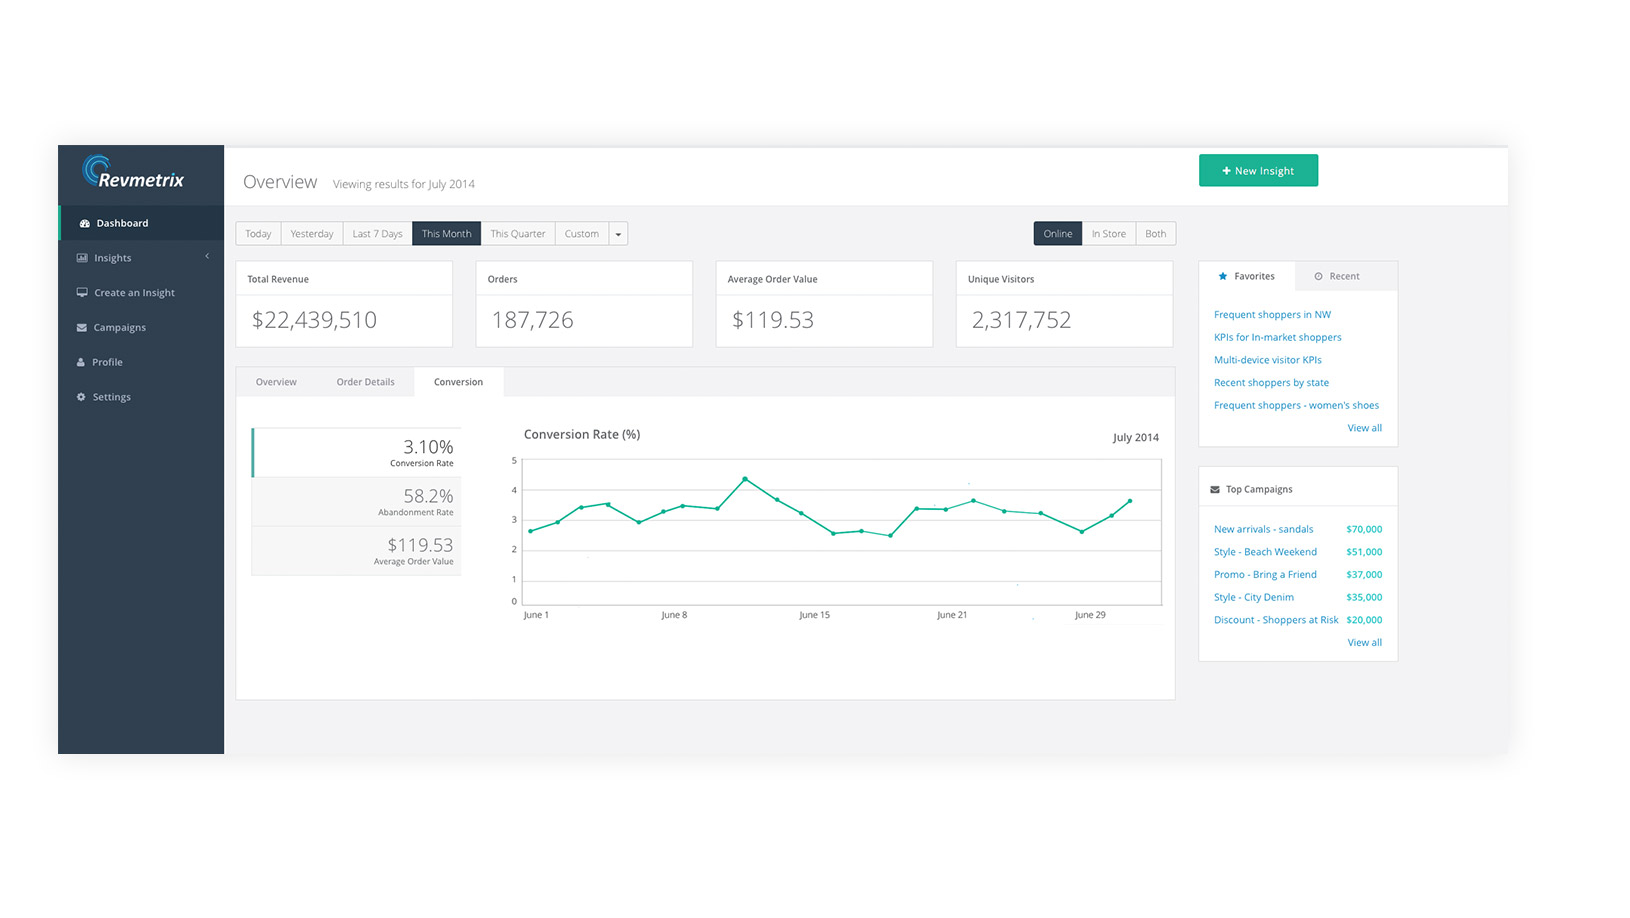 Revmetrix
Dashboard
Insights
Create an Insight
Campaigns
Profile
Settings
Overview Viewing results for July 2014
New Insight
Today Yesterday Last 7 Days This Month This Quarter Custom
Online In Store Both
Total Revenue
$22,439,510
Orders
187,726
Average Order Value
$119.53
Unique Visitors
2,317,752
Overview Order Details Conversion
3.10%
Conversion Rate
58.2%
Abandonment Rate
$119.53
Average Order Value
Conversion Rate (%)
July 2014
5
4
3
2
1
0
June 1 June 8 June 15 June 21 June 29
Favorites Recent
Frequent shoppers in NW
KPIs for In-market shoppers
Multi-device visitor KPIs
Recent shoppers by state
Frequent shoppers - women's shoes
View all
Top Campaigns
New arrivals - sandals $70,000
Style - Beach Weekend $51,000
Promo - Bring a Friend $37,000
Style - City Denim $35,000
Discount - Shoppers at Risk $20,000
View all